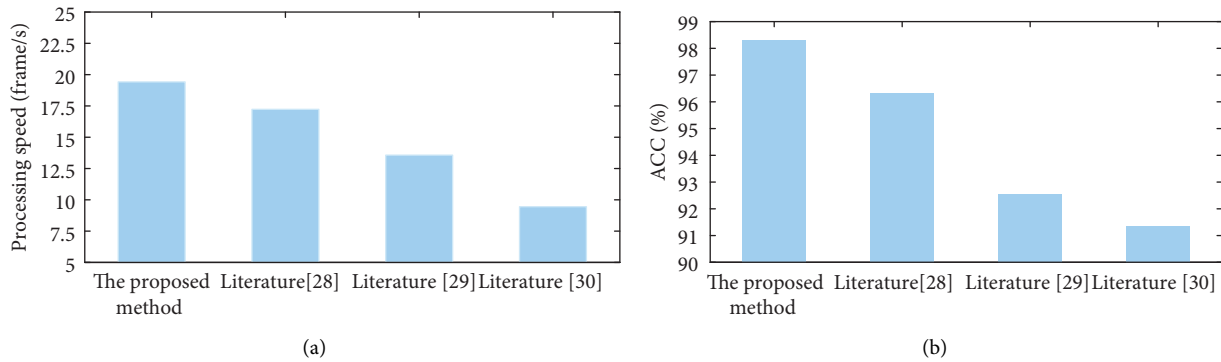 Processing speed (frame/s)
25
22.5
20
17.5
15
12.5
10
7.5
5
The proposed
method
Literature[28]
Literature [29]
Literature [30]
(a)
ACC (%)
99
98
97
96
95
94
93
92
91
90
The proposed
method
Literature[28]
Literature [29]
Literature [30]
(b)